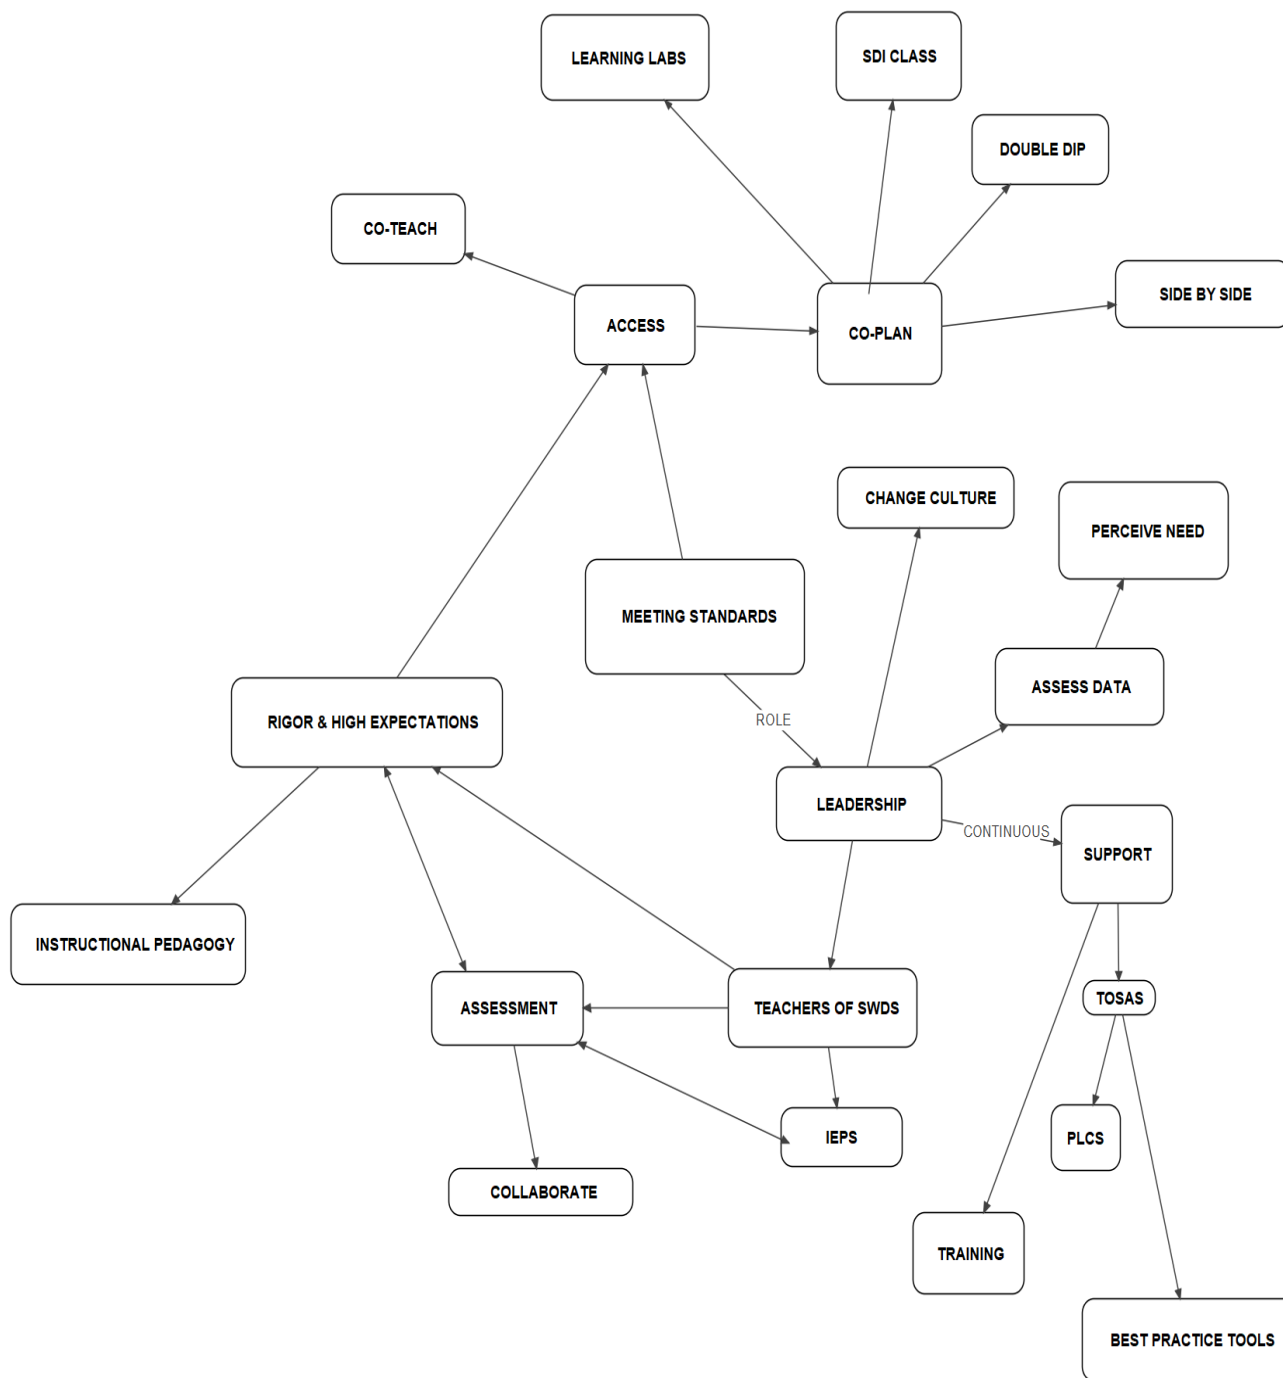 LEARNING LABS
SDI CLASS
DOUBLE DIP
CO-TEACH
SIDE BY SIDE
ACCESS
CO-PLAN
CHANGE CULTURE
PERCEIVE NEED
MEETING STANDARDS
ASSESS DATA
RIGOR & HIGH EXPECTATIONS
ROLE
LEADERSHIP
CONTINUOUS
SUPPORT
INSTRUCTIONAL PEDAGOGY
ASSESSMENT
TEACHERS OF SWDS
TOSAS
IEPS
PLCS
COLLABORATE
TRAINING
BEST PRACTICE TOOLS